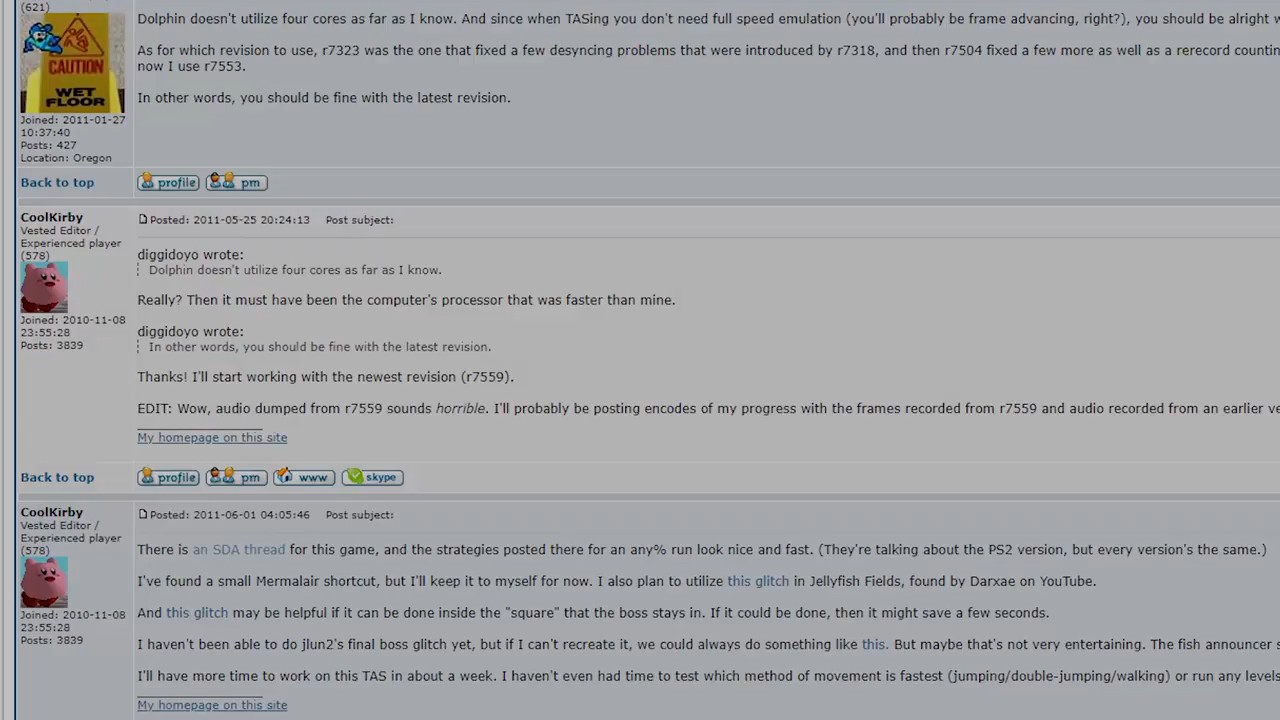 (621)
CAUTION
WET
FLOOR
Joined: 2011-01-27
10:37:40
Posts: 427
Location: Oregon
Dolphin doesn't utilize four cores as far as I know. And since when TASing you don't need full speed emulation (you'll probably be frame advancing, right?), you should be alright
As for which revision to use, r7323 was the one that fixed a few desyncing problems that were introduced by r7318, and then r7504 fixed a few more as well as a rerecord
now I use r7553.
In other words, you should be fine with the latest revision.
Back to top
profile pm
CoolKirby
Vested Editor /
Experienced player
(578)
Joined: 2010-11-08
23:55:28
Posts: 3839
Posted: 2011-05-25 20:24:13 Post subject:
diggidoyo wrote:
Dolphin doesn't utilize four cores as far as I know.
Really? Then it must have been the computer's processor that was faster than mine.
diggidoyo wrote:
In other words, you should be fine with the latest revision.
Thanks! I'll start working with the newest revision (r7559).
EDIT: Wow, audio dumped from r7559 sounds horrible. I'll probably be posting encodes of my progress with the frames recorded from r7559 and audio recorded from an earlier
My homepage on this site
Back to top
profile pm www skype
CoolKirby
Vested Editor /
Experienced player
(578)
Joined: 2010-11-08
23:55:28
Posts: 3839
Posted: 2011-06-01 04:05:46 Post subject:
There is an SDA thread for this game, and the strategies posted there for an any% run look nice and fast. (They're talking about the PS2 version, but every version's the same.)
I've found a small Mermalair shortcut, but I'll keep it to myself for now. I also plan to utilize this glitch in Jellyfish Fields, found by Darxae on YouTube.
And this glitch may be helpful if it can be done inside the "square" that the boss stays in. If it could be done, then it might save a few seconds.
I haven't been able to do jlun2's final boss glitch yet, but if I can't recreate it, we could always do something like this. But maybe that's not very entertaining. The fish announcer
I'll have more time to work on this TAS in about a week. I haven't even had time to test which method of movement is fastest (jumping/double-jumping/walking) or run any levels
My homepage on this site